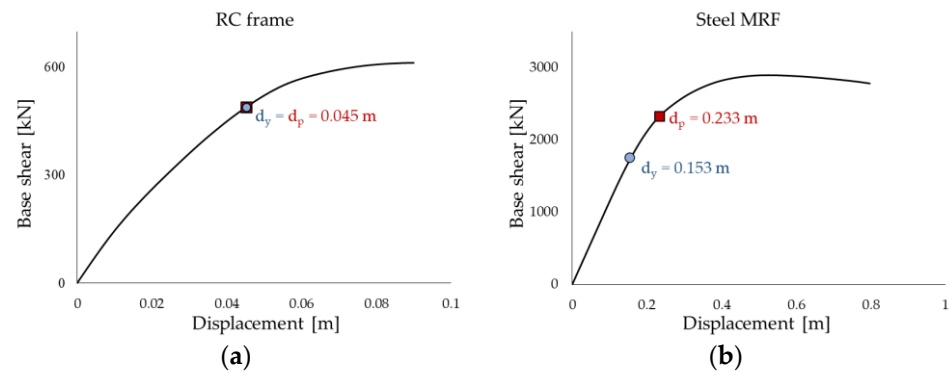 RC frame
600
300
0
Base shear [kN]
d_y = d_p = 0.045 m
0
0.02
0.04
0.06
0.08
0.1
Displacement [m]
(a)
Steel MRF
3000
2000
1000
0
Base shear [kN]
d_p = 0.233 m
d_y = 0.153 m
0
0.2
0.4
0.6
0.8
1
Displacement [m]
(b)